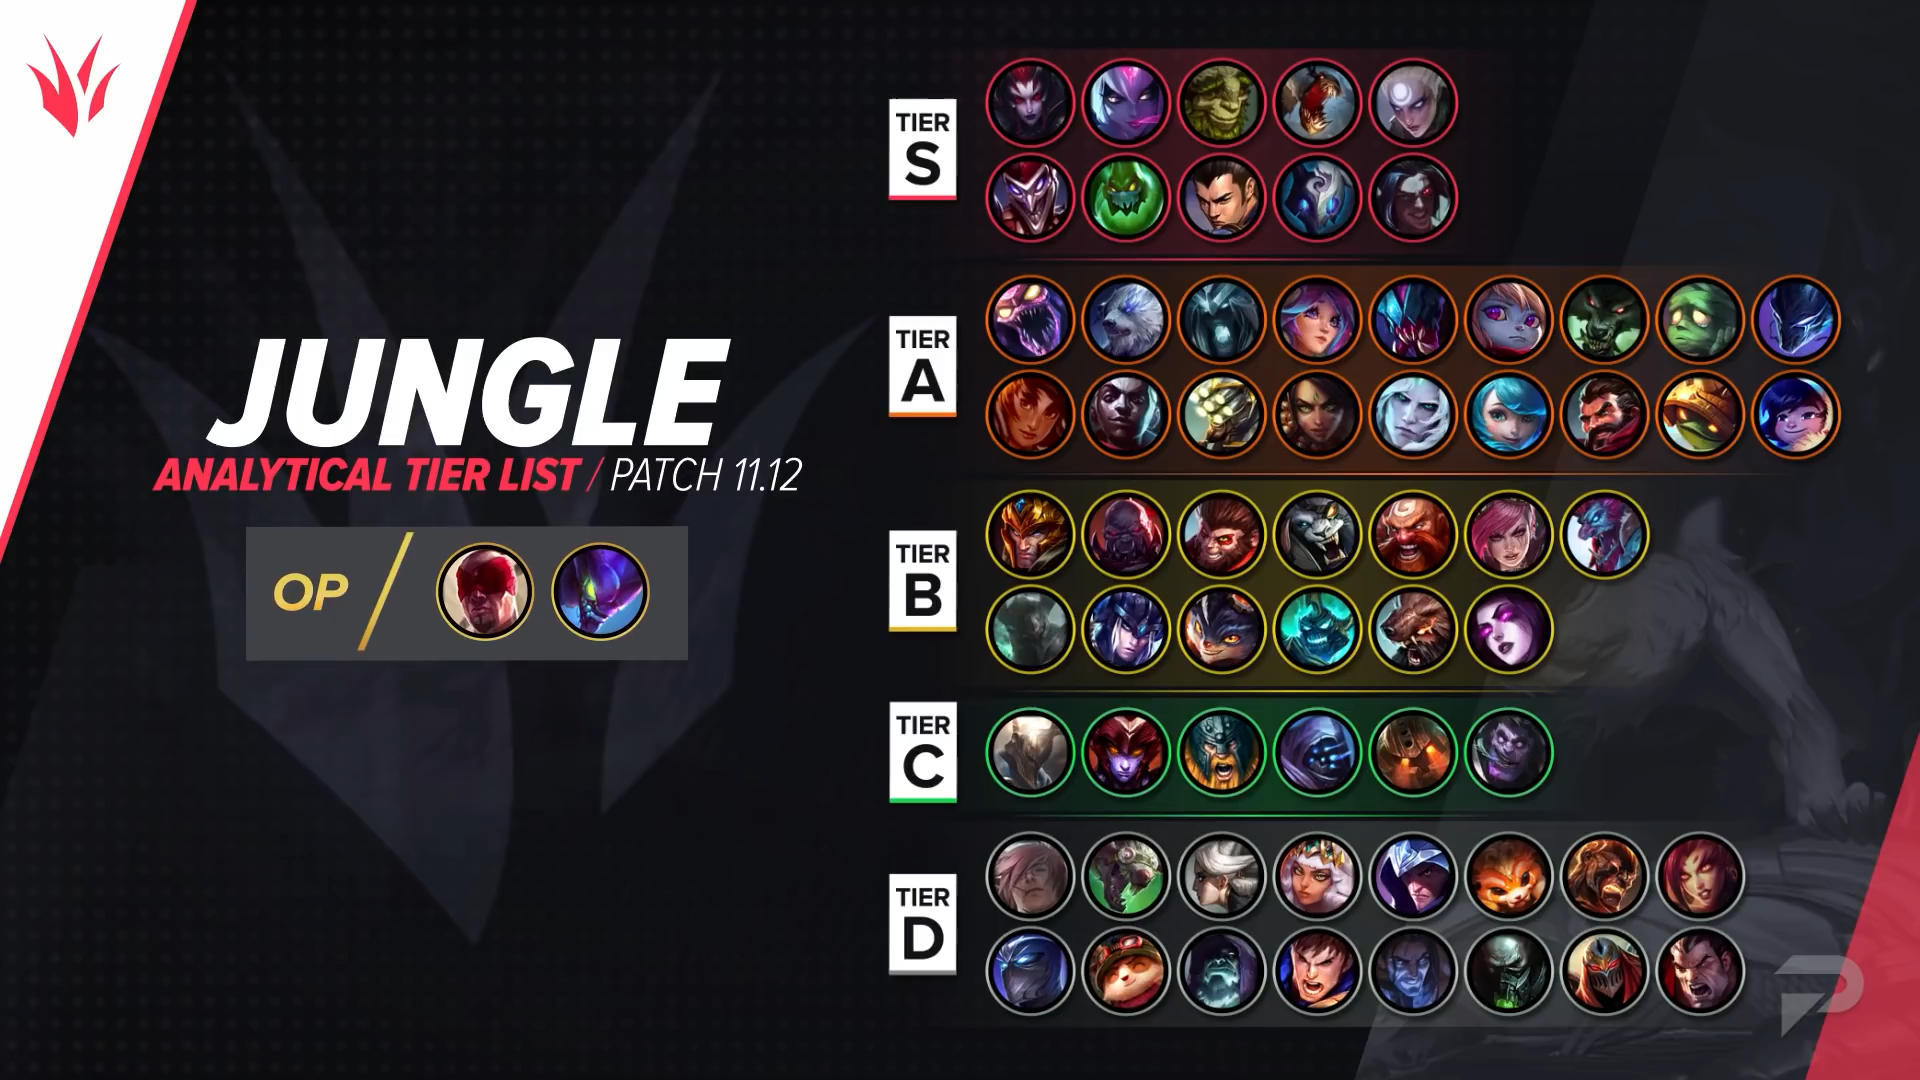 JUNGLE
ANALYTICAL TIER LIST / PATCH 11.12
OP /
TIER
S
TIER
A
TIER
B
TIER
C
TIER
D